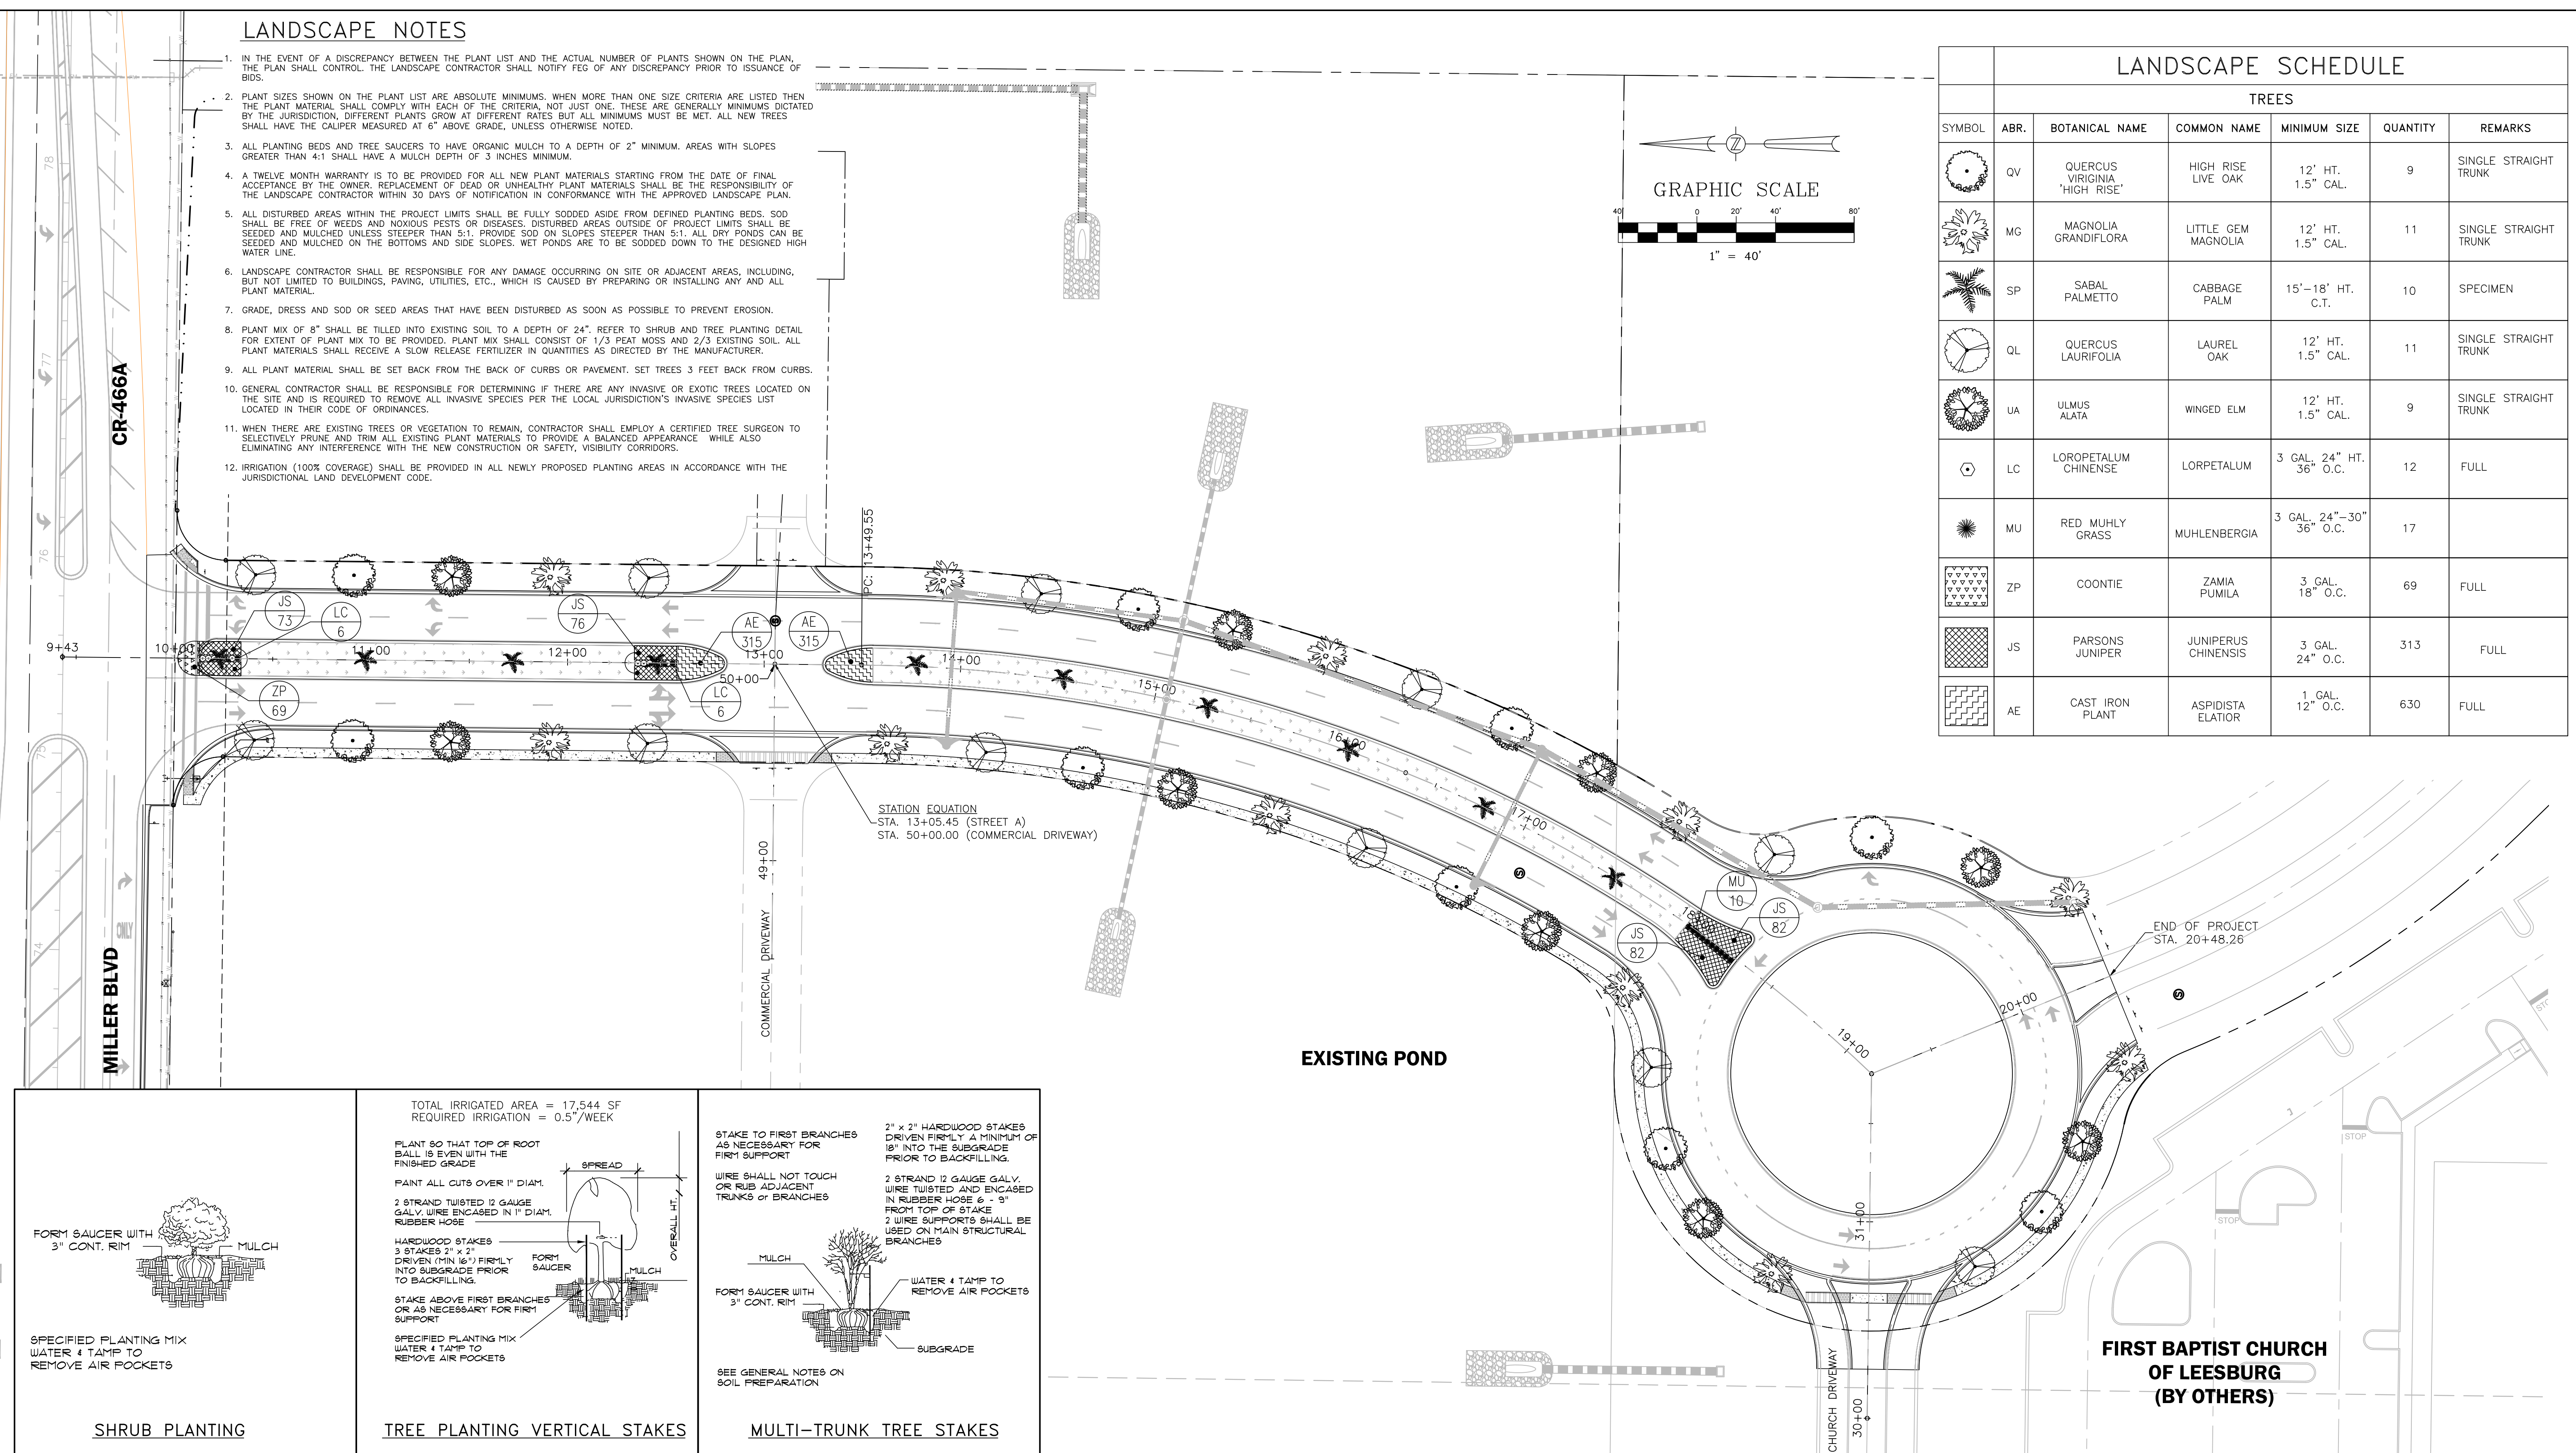 LANDSCAPE NOTES
1. IN THE EVENT OF A DISCREPANCY BETWEEN THE PLANT LIST AND THE ACTUAL NUMBER OF PLANTS SHOWN ON THE PLAN,
THE PLAN SHALL CONTROL. THE LANDSCAPE CONTRACTOR SHALL NOTIFY FEG OF ANY DISCREPANCY PRIOR TO ISSUANCE OF
BIDS.
2. PLANT SIZES SHOWN ON THE PLANT LIST ARE ABSOLUTE MINIMUMS. WHEN MORE THAN ONE SIZE CRITERIA ARE LISTED THEN
THE PLANT MATERIAL SHALL COMPLY WITH EACH OF THE CRITERIA, NOT JUST ONE. THESE ARE GENERALLY MINIMUMS DICTATED
BY THE JURISDICTION, DIFFERENT PLANTS GROW AT DIFFERENT RATES BUT ALL MINIMUMS MUST BE MET. ALL NEW TREES
SHALL HAVE THE CALIPER MEASURED AT 6" ABOVE GRADE, UNLESS OTHERWISE NOTED.
3. ALL PLANTING BEDS AND TREE SAUCERS TO HAVE ORGANIC MULCH TO A DEPTH OF 2" MINIMUM. AREAS WITH SLOPES
GREATER THAN 4:1 SHALL HAVE A MULCH DEPTH OF 3 INCHES MINIMUM.
4. A TWELVE MONTH WARRANTY IS TO BE PROVIDED FOR ALL NEW PLANT MATERIALS STARTING FROM THE DATE OF FINAL
ACCEPTANCE BY THE OWNER. REPLACEMENT OF DEAD OR UNHEALTHY PLANT MATERIALS SHALL BE THE RESPONSIBILITY OF
THE LANDSCAPE CONTRACTOR WITHIN 30 DAYS OF NOTIFICATION IN CONFORMANCE WITH THE APPROVED LANDSCAPE PLAN.
5. ALL DISTURBED AREAS WITHIN THE PROJECT LIMITS SHALL BE FULLY SODDED ASIDE FROM DEFINED PLANTING BEDS. SOD
SHALL BE FREE OF WEEDS AND NOXIOUS PESTS OR DISEASES. DISTURBED AREAS OUTSIDE OF PROJECT LIMITS SHALL BE
SEEDED AND MULCHED UNLESS STEEPER THAN 5:1. PROVIDE SOD ON SLOPES STEEPER THAN 5:1. ALL DRY PONDS CAN BE
SEEDED AND MULCHED ON THE BOTTOMS AND SIDE SLOPES. WET PONDS ARE TO BE SODDED DOWN TO THE DESIGNED HIGH
WATER LINE.
6. LANDSCAPE CONTRACTOR SHALL BE RESPONSIBLE FOR ANY DAMAGE OCCURRING ON SITE OR ADJACENT AREAS, INCLUDING,
BUT NOT LIMITED TO BUILDINGS, PAVING, UTILITIES, ETC., WHICH IS CAUSED BY PREPARING OR INSTALLING ANY AND ALL
PLANT MATERIAL.
7. GRADE, DRESS AND SOD OR SEED AREAS THAT HAVE BEEN DISTURBED AS SOON AS POSSIBLE TO PREVENT EROSION.
8. PLANT MIX OF 8" SHALL BE TILLED INTO EXISTING SOIL TO A DEPTH OF 24". REFER TO SHRUB AND TREE PLANTING DETAIL
FOR EXTENT OF PLANT MIX TO BE PROVIDED. PLANT MIX SHALL CONSIST OF 1/3 PEAT MOSS AND 2/3 EXISTING SOIL. ALL
PLANT MATERIALS SHALL RECEIVE A SLOW RELEASE FERTILIZER IN QUANTITIES AS DIRECTED BY THE MANUFACTURER.
9. ALL PLANT MATERIAL SHALL BE SET BACK FROM THE BACK OF CURBS OR PAVEMENT. SET TREES 3 FEET BACK FROM CURBS.
10. GENERAL CONTRACTOR SHALL BE RESPONSIBLE FOR DETERMINING IF THERE ARE ANY INVASIVE OR EXOTIC TREES LOCATED ON
THE SITE AND IS REQUIRED TO REMOVE ALL INVASIVE SPECIES PER THE LOCAL JURISDICTION'S INVASIVE SPECIES LIST
LOCATED IN THEIR CODE OF ORDINANCES.
11. WHEN THERE ARE EXISTING TREES OR VEGETATION TO REMAIN, CONTRACTOR SHALL EMPLOY A CERTIFIED TREE SURGEON TO
SELECTIVELY PRUNE AND TRIM ALL EXISTING PLANT MATERIALS TO PROVIDE A BALANCED APPEARANCE WHILE ALSO
ELIMINATING ANY INTERFERENCE WITH THE NEW CONSTRUCTION OR SAFETY, VISIBILITY CORRIDORS.
12. IRRIGATION (100% COVERAGE) SHALL BE PROVIDED IN ALL NEWLY PROPOSED PLANTING AREAS IN ACCORDANCE WITH THE
JURISDICTIONAL LAND DEVELOPMENT CODE.
Z
GRAPHIC SCALE
40' 0 20' 40' 80'
1" = 40'
LANDSCAPE SCHEDULE
TREES
SYMBOL ABR. BOTANICAL NAME COMMON NAME MINIMUM SIZE QUANTITY REMARKS
QV QUERCUS VIRGINIA 'HIGH RISE' HIGH RISE LIVE OAK 12' HT. 1.5" CAL. 9 SINGLE STRAIGHT TRUNK
MG MAGNOLIA GRANDIFLORA LITTLE GEM MAGNOLIA 12' HT. 1.5" CAL. 11 SINGLE STRAIGHT TRUNK
SP SABAL PALMETTO CABBAGE PALM 15'-18' HT. C.T. 10 SPECIMEN
QL QUERCUS LAURIFOLIA LAUREL OAK 12' HT. 1.5" CAL. 11 SINGLE STRAIGHT TRUNK
UA ULMUS ALATA WINGED ELM 12' HT. 1.5" CAL. 9 SINGLE STRAIGHT TRUNK
LC LOROPETALUM CHINENSE LORPETALUM 3 GAL. 24" HT. 36" O.C. 12 FULL
MU RED MUHLY GRASS MUHLENBERGIA 3 GAL. 24"-30" 36" O.C. 17
ZP COONTIE ZAMIA PUMILA 3 GAL. 18" O.C. 69 FULL
JS PARSONS JUNIPER JUNIPERUS CHINENSIS 3 GAL. 24" O.C. 313 FULL
AE CAST IRON PLANT ASPIDISTA ELATIOR 1 GAL. 12" O.C. 630 FULL
78
77
76
75
74
CR-466A
MILLER BLVD
ONLY
PC: 13+49.55
JS
73
LC
6
JS
76
AE
315
AE
315
9+43
10+00
11+00
12+00
13+00
14+00
50+00
ZP
69
LC
6
15+00
16+00
17+00
STATION EQUATION
STA. 13+05.45 (STREET A)
STA. 50+00.00 (COMMERCIAL DRIVEWAY)
49+00
COMMERCIAL DRIVEWAY
MU
10
JS
82
JS
82
END OF PROJECT
STA. 20+48.26
20+00
19+00
31+00
30+00
CHURCH DRIVEWAY
EXISTING POND
STOP
STOP
FIRST BAPTIST CHURCH
OF LEESBURG
(BY OTHERS)
FORM SAUCER WITH
3" CONT. RIM
MULCH
SPECIFIED PLANTING MIX
WATER & TAMP TO
REMOVE AIR POCKETS
SHRUB PLANTING
TOTAL IRRIGATED AREA = 17,544 SF
REQUIRED IRRIGATION = 0.5"/WEEK
PLANT SO THAT TOP OF ROOT
BALL IS EVEN WITH THE
FINISHED GRADE
PAINT ALL CUTS OVER 1" DIAM.
2 STRAND TWISTED 12 GAUGE
GALV. WIRE ENCASED IN 1" DIAM.
RUBBER HOSE
HARDWOOD STAKES
3 STAKES 2" x 2"
DRIVEN (MIN 16") FIRMLY
INTO SUBGRADE PRIOR
TO BACKFILLING.
STAKE ABOVE FIRST BRANCHES
OR AS NECESSARY FOR FIRM
SUPPORT
SPECIFIED PLANTING MIX
WATER & TAMP TO
REMOVE AIR POCKETS
SPREAD
OVERALL HT.
FORM
SAUCER
MULCH
TREE PLANTING VERTICAL STAKES
STAKE TO FIRST BRANCHES
AS NECESSARY FOR
FIRM SUPPORT
WIRE SHALL NOT TOUCH
OR RUB ADJACENT
TRUNKS or BRANCHES
2" x 2" HARDWOOD STAKES
DRIVEN FIRMLY A MINIMUM OF
18" INTO THE SUBGRADE
PRIOR TO BACKFILLING.
2 STRAND 12 GAUGE GALV.
WIRE TWISTED AND ENCASED
IN RUBBER HOSE 6 - 9"
FROM TOP OF STAKE
2 WIRE SUPPORTS SHALL BE
USED ON MAIN STRUCTURAL
BRANCHES
MULCH
FORM SAUCER WITH
3" CONT. RIM
WATER & TAMP TO
REMOVE AIR POCKETS
SUBGRADE
SEE GENERAL NOTES ON
SOIL PREPARATION
MULTI-TRUNK TREE STAKES